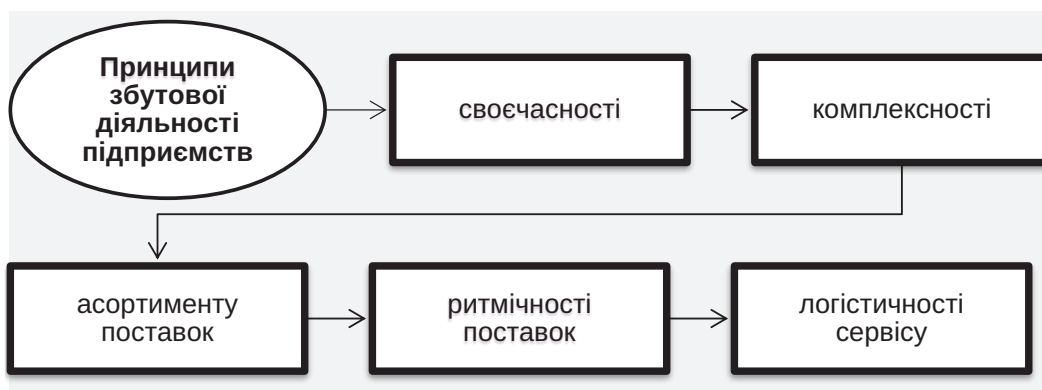 Принципи
збутової
діяльності
підприємств
своєчасності
комплексності
асортименту
поставок
ритмічності
поставок
логістичності
сервісу